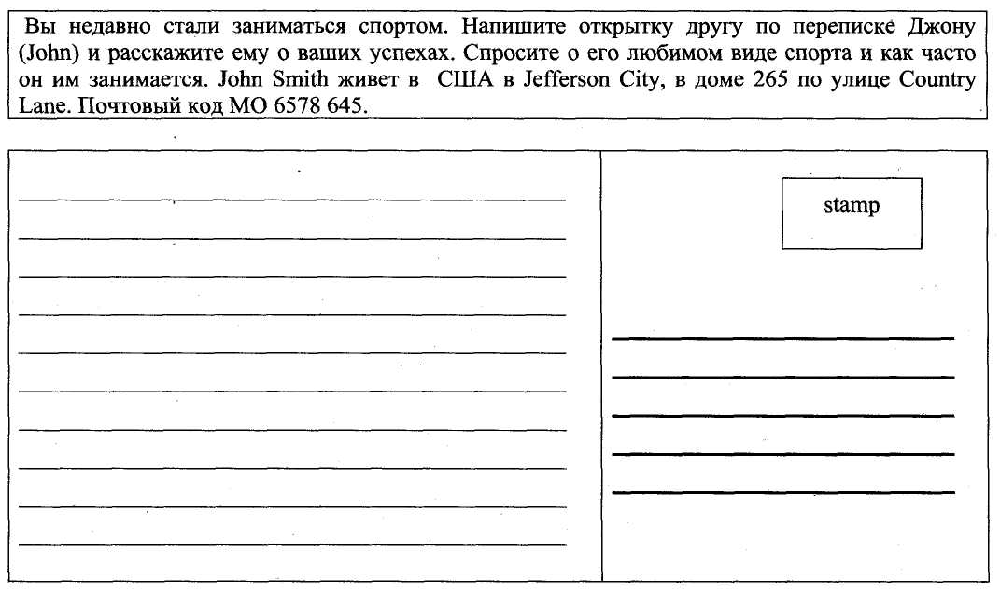 Вы недавно стали заниматься спортом. Напишите открытку другу по переписке Джону
(John) и расскажите ему о ваших успехах. Спросите о его любимом виде спорта и как часто
он им занимается. John Smith живет в США в Jefferson City, в доме 265 по улице Country
Lane. Почтовый код МО 6578 645.
stamp